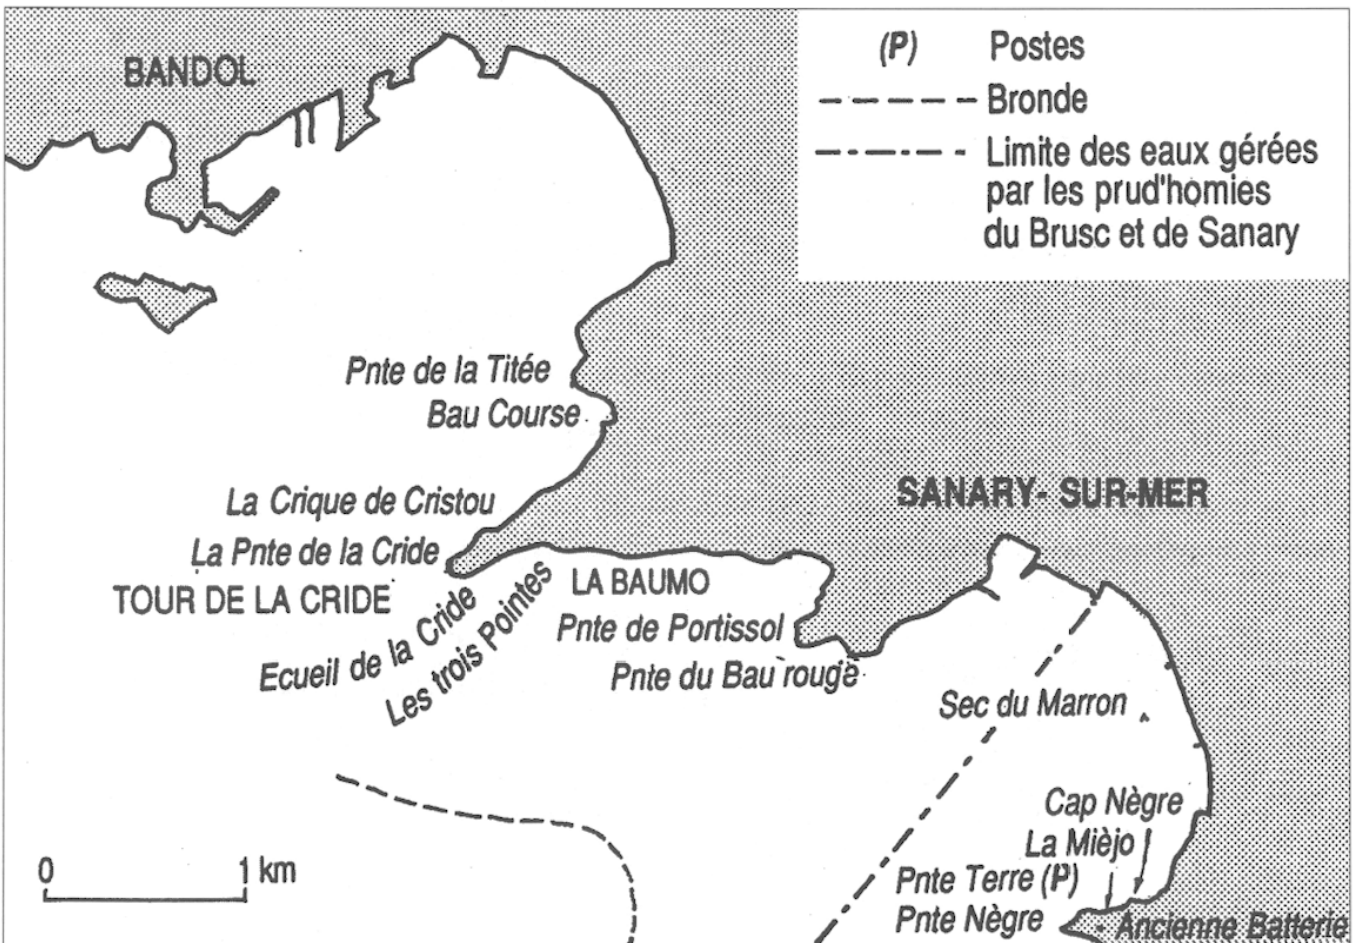 BANDOL
(P) Postes
Bronde
Limite des eaux gérées
par les prud'homies
du Brusc et de Sanary
Pnte de la Titée
Bau Course
La Crique de Cristou
La Pnte de la Cride
TOUR DE LA CRIDE
Ecueil de la Cride
Les trois Pointes
LA BAUMO
Pnte de Portissol
Pnte du Bau rouge
SANARY- SUR-MER
Sec du Marron
Cap Nègre
La Mièjo
Pnte Terre (P)
Pnte Nègre
Ancienne Batterie
0 1 km